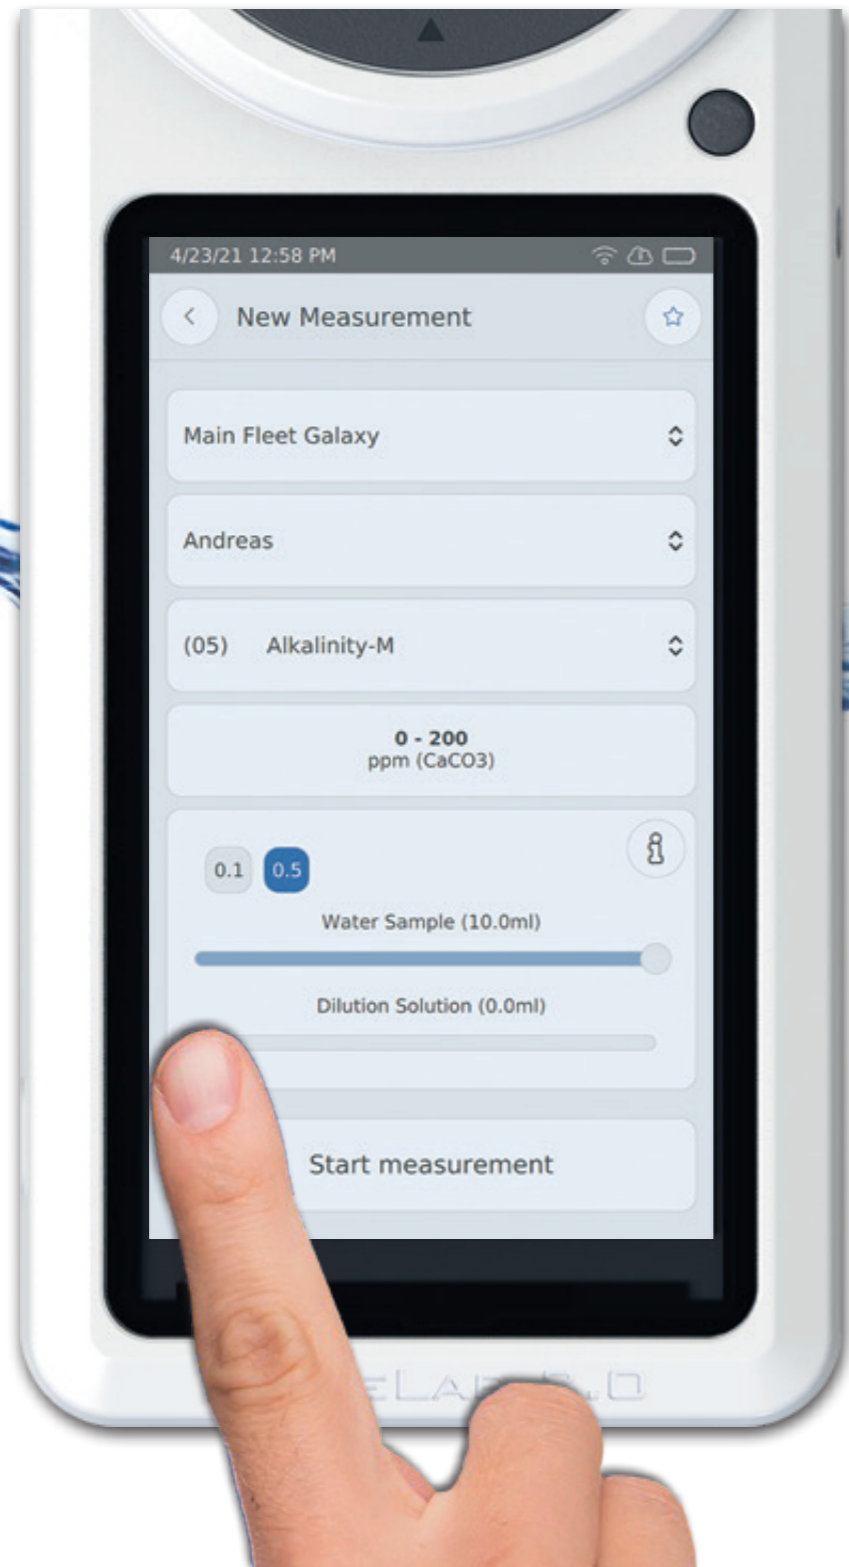 4/23/21 12:58 PM
New Measurement
Main Fleet Galaxy
Andreas
(05) Alkalinity-M
0 - 200
ppm (CaCO3)
0.1 0.5
Water Sample (10.0ml)
Dilution Solution (0.0ml)
Start measurement